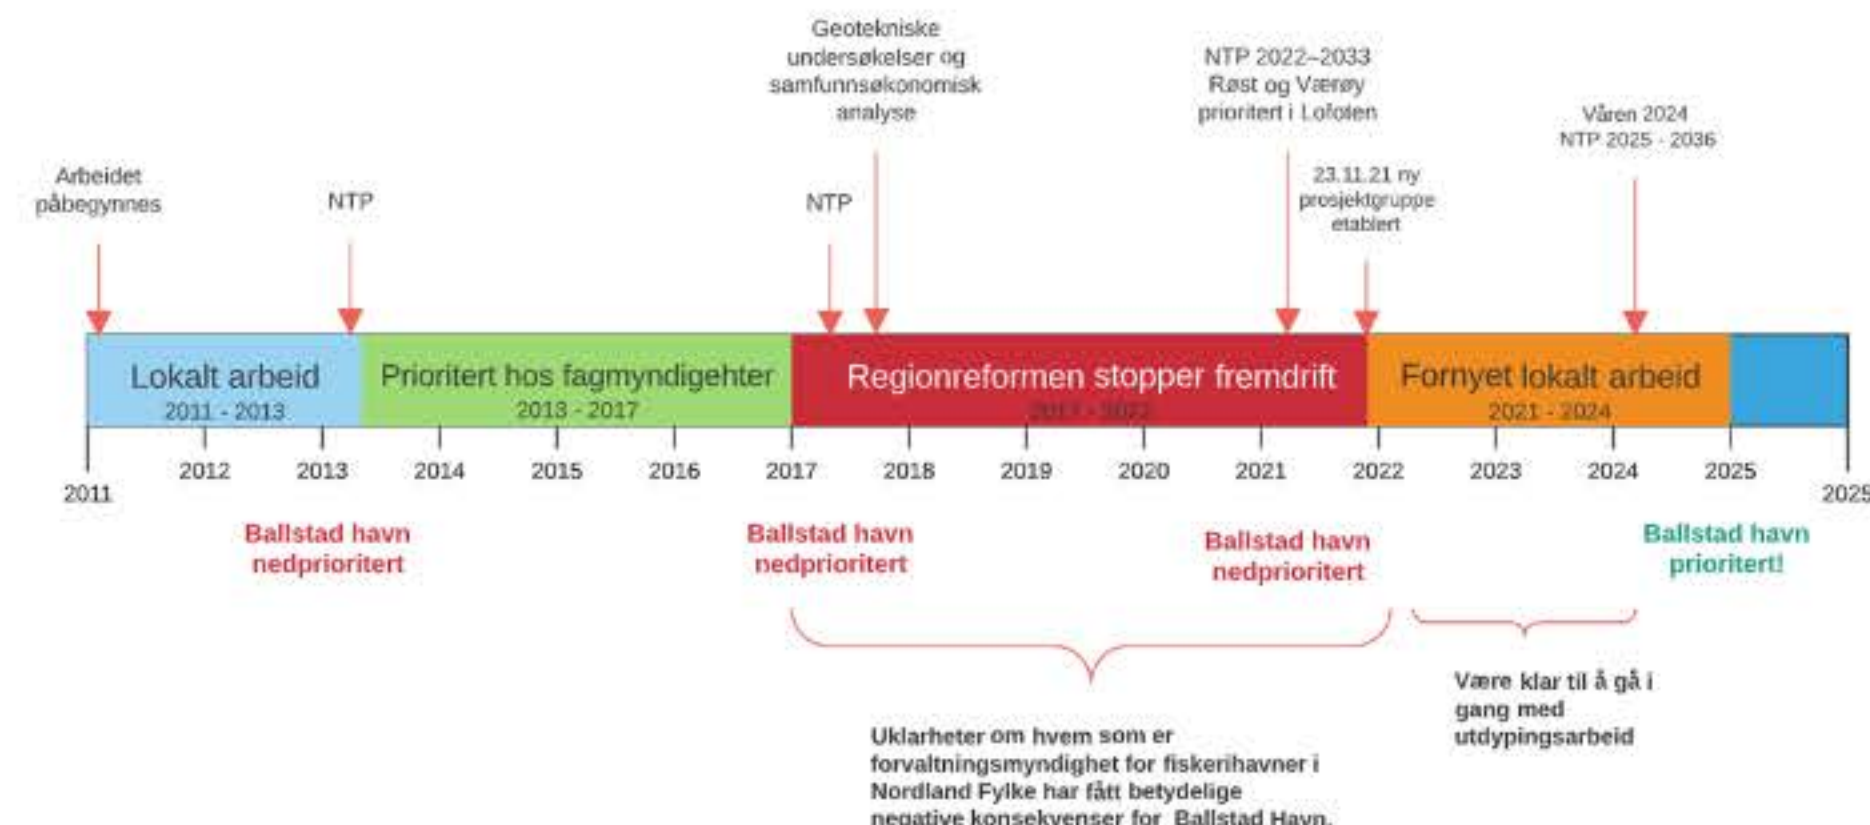 Geotekniske
undersøkelser og
samfunnsøkonomisk
analyse
NTP 2022–2033
Røst og Værøy
prioritert i Lofoten
Våren 2024
NTP 2025 - 2036
Arbeidet
påbegynnes
NTP
NTP
23.11.21 ny
prosjektgruppe
etablert
Lokalt arbeid
2011 - 2013
Prioritert hos fagmyndigehter
2013 - 2017
Regionreformen stopper fremdrift
2017 - 2022
Fornyet lokalt arbeid
2021 - 2024
2011
2012
2013
2014
2015
2016
2017
2018
2019
2020
2021
2022
2023
2024
2025
2025
Ballstad havn
nedprioritert
Ballstad havn
nedprioritert
Ballstad havn
nedprioritert
Ballstad havn
prioritert!
Være klar til å gå i
gang med
utdypingsarbeid
Uklarheter om hvem som er
forvaltningsmyndighet for fiskerihavner i
Nordland Fylke har fått betydelige
negative konsekvenser for Ballstad Havn.